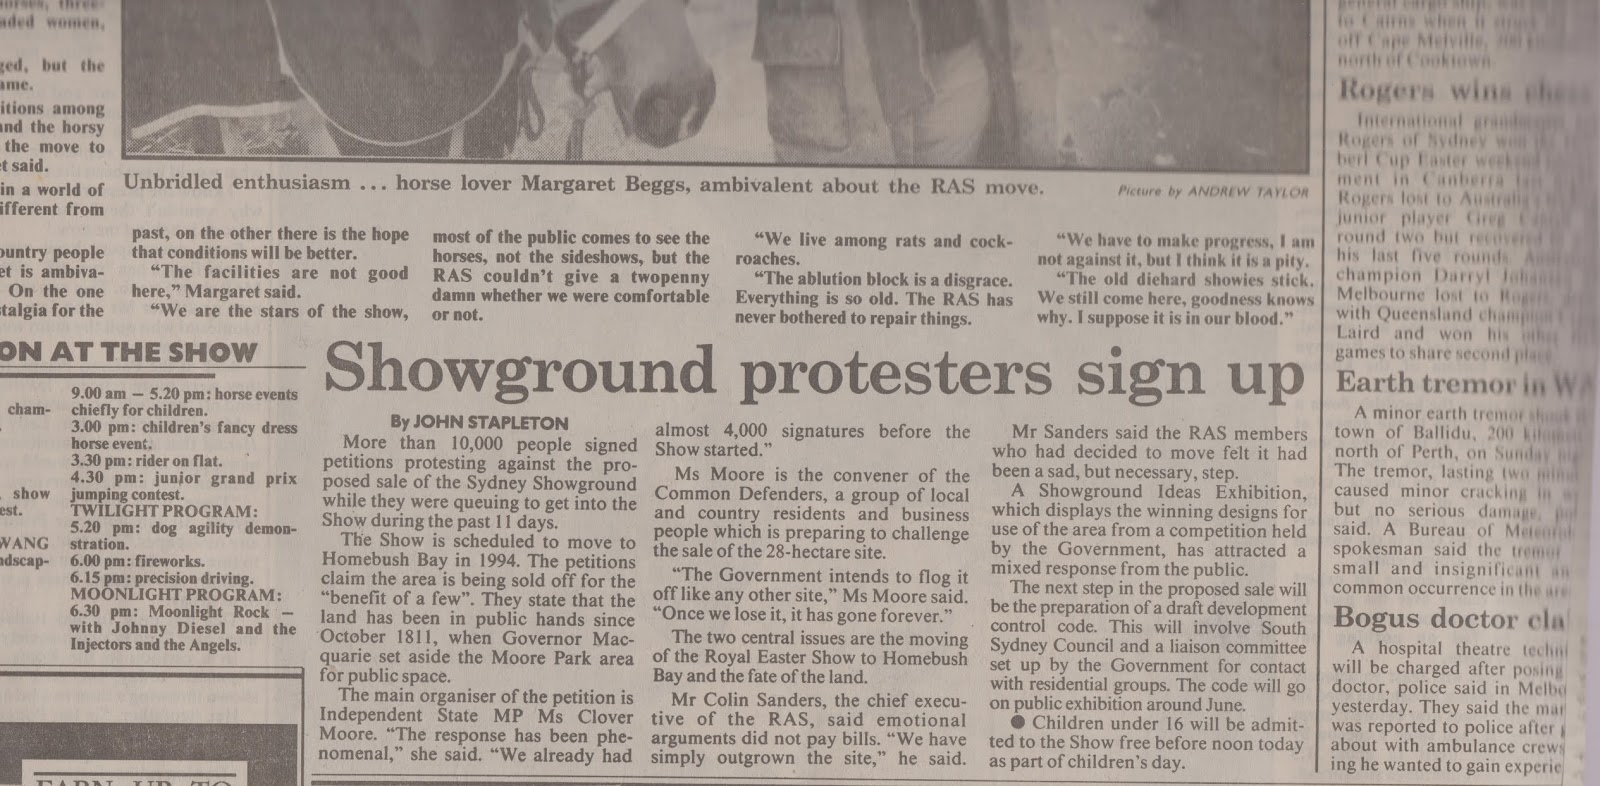 aded women,
ged, but the
ame.
itions among
and the horsy
the move to
t said.
in a world of
ifferent from
ountry people
et is ambiva-
On the one
talgia for the
Unbridled enthusiasm ... horse lover Margaret Beggs, ambivalent about the RAS move.
Picture by ANDREW TAYLOR
past, on the other there is the hope
that conditions will be better.
“The facilities are not good
here,” Margaret said.
“We are the stars of the show,
most of the public comes to see the
horses, not the sideshows, but the
RAS couldn’t give a twopenny
damn whether we were comfortable
or not.
“We live among rats and cock-
roaches.
“The ablution block is a disgrace.
Everything is so old. The RAS has
never bothered to repair things.
“We have to make progress, I am
not against it, but I think it is a pity.
“The old diehard showies stick.
We still come here, goodness knows
why. I suppose it is in our blood.”
ON AT THE SHOW
cham-
show
est.
WANG
ndscap-
9.00 am — 5.20 pm: horse events
chiefly for children.
3.00 pm: children’s fancy dress
horse event.
3.30 pm: rider on flat.
4.30 pm: junior grand prix
jumping contest.
TWILIGHT PROGRAM:
5.20 pm: dog agility demon-
stration.
6.00 pm: fireworks.
6.15 pm: precision driving.
MOONLIGHT PROGRAM:
6.30 pm: Moonlight Rock —
with Johnny Diesel and the
Injectors and the Angels.
EARN UP TO
Showground protesters sign up
By JOHN STAPLETON
More than 10,000 people signed
petitions protesting against the pro-
posed sale of the Sydney Showground
while they were queuing to get into the
Show during the past 11 days.
The Show is scheduled to move to
Homebush Bay in 1994. The petitions
claim the area is being sold off for the
“benefit of a few”. They state that the
land has been in public hands since
October 1811, when Governor Mac-
quarie set aside the Moore Park area
for public space.
The main organiser of the petition is
Independent State MP Ms Clover
Moore. “The response has been phe-
nomenal,” she said. “We already had
almost 4,000 signatures before the
Show started.”
Ms Moore is the convener of the
Common Defenders, a group of local
and country residents and business
people which is preparing to challenge
the sale of the 28-hectare site.
“The Government intends to flog it
off like any other site,” Ms Moore said.
“Once we lose it, it has gone forever.”
The two central issues are the moving
of the Royal Easter Show to Homebush
Bay and the fate of the land.
Mr Colin Sanders, the chief execu-
tive of the RAS, said emotional
arguments did not pay bills. “We have
simply outgrown the site,” he said.
Mr Sanders said the RAS members
who had decided to move felt it had
been a sad, but necessary, step.
A Showground Ideas Exhibition,
which displays the winning designs for
use of the area from a competition held
by the Government, has attracted a
mixed response from the public.
The next step in the proposed sale will
be the preparation of a draft development
control code. This will involve South
Sydney Council and a liaison committee
set up by the Government for contact
with residential groups. The code will go
on public exhibition around June.
● Children under 16 will be admit-
ted to the Show free before noon today
as part of children’s day.
to Cairns when it
off Cape Melville,
north of Cooktown.
Rogers wins
International
Rogers of Sydney won
Cup Easter
ment in Canberra
Rogers lost to
junior player Greg
round two but
his last five rounds.
champion Darryl
Melbourne lost to
with Queensland
Laird and won his
games to share second place.
Earth tremor in WA
A minor earth tremor
town of Ballidu, 200
north of Perth, on Sunday
The tremor, lasting two
caused minor cracking in
but no serious damage,
said. A Bureau of
spokesman said the tremor
small and insignificant
common occurrence in the
Bogus doctor
A hospital theatre
will be charged after posing
doctor, police said in
yesterday. They said the man
was reported to police after
about with ambulance crews
ing he wanted to gain